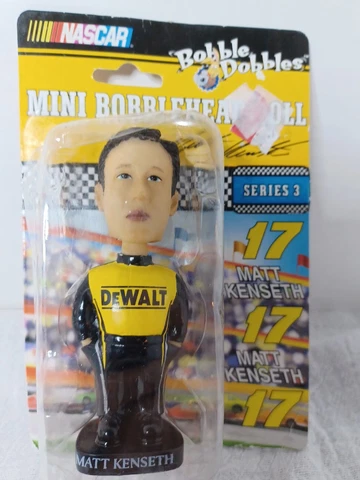 NASCAR
Bobble
Dobbles
MINI BOBBLEHEAD DOLL
SERIES 3
17
MATT
KENSETH
17
MATT
KENSETH
17
DEWALT
MATT KENSETH